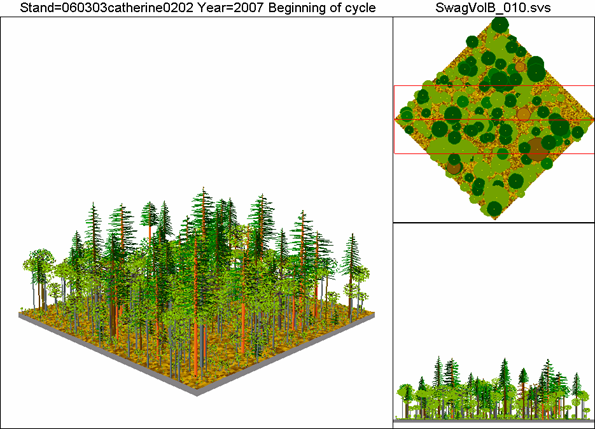 Stand=060303catherine0202 Year=2007 Beginning of cycle
SwagVolB_010.svs